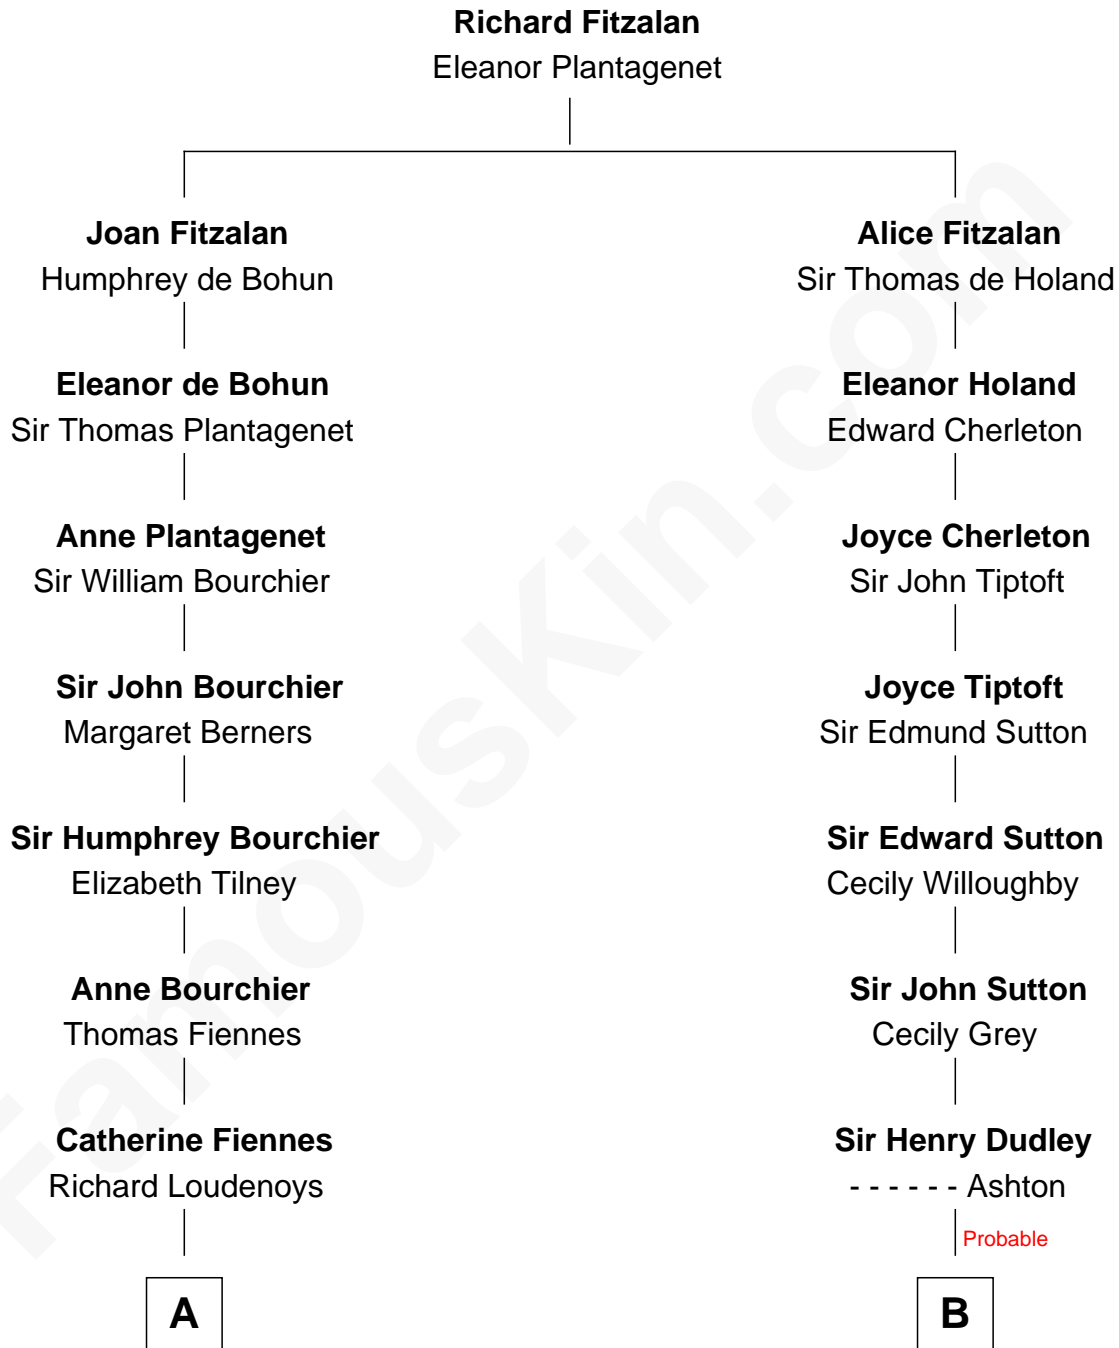 Richard Fitzalan
Eleanor Plantagenet
Joan Fitzalan
Humphrey de Bohun
Alice Fitzalan
Sir Thomas de Holand
Eleanor de Bohun
Sir Thomas Plantagenet
Eleanor Holand
Edward Cherleton
Anne Plantagenet
Sir William Bourchier
Joyce Cherleton
Sir John Tiptoft
Sir John Bourchier
Margaret Berners
Joyce Tiptoft
Sir Edmund Sutton
Sir Humphrey Bourchier
Elizabeth Tilney
Sir Edward Sutton
Cecily Willoughby
Anne Bourchier
Thomas Fiennes
Sir John Sutton
Cecily Grey
Catherine Fiennes
Richard Loudenoys
Sir Henry Dudley
- - - - - - Ashton
Probable
A
B
FamousKin.com